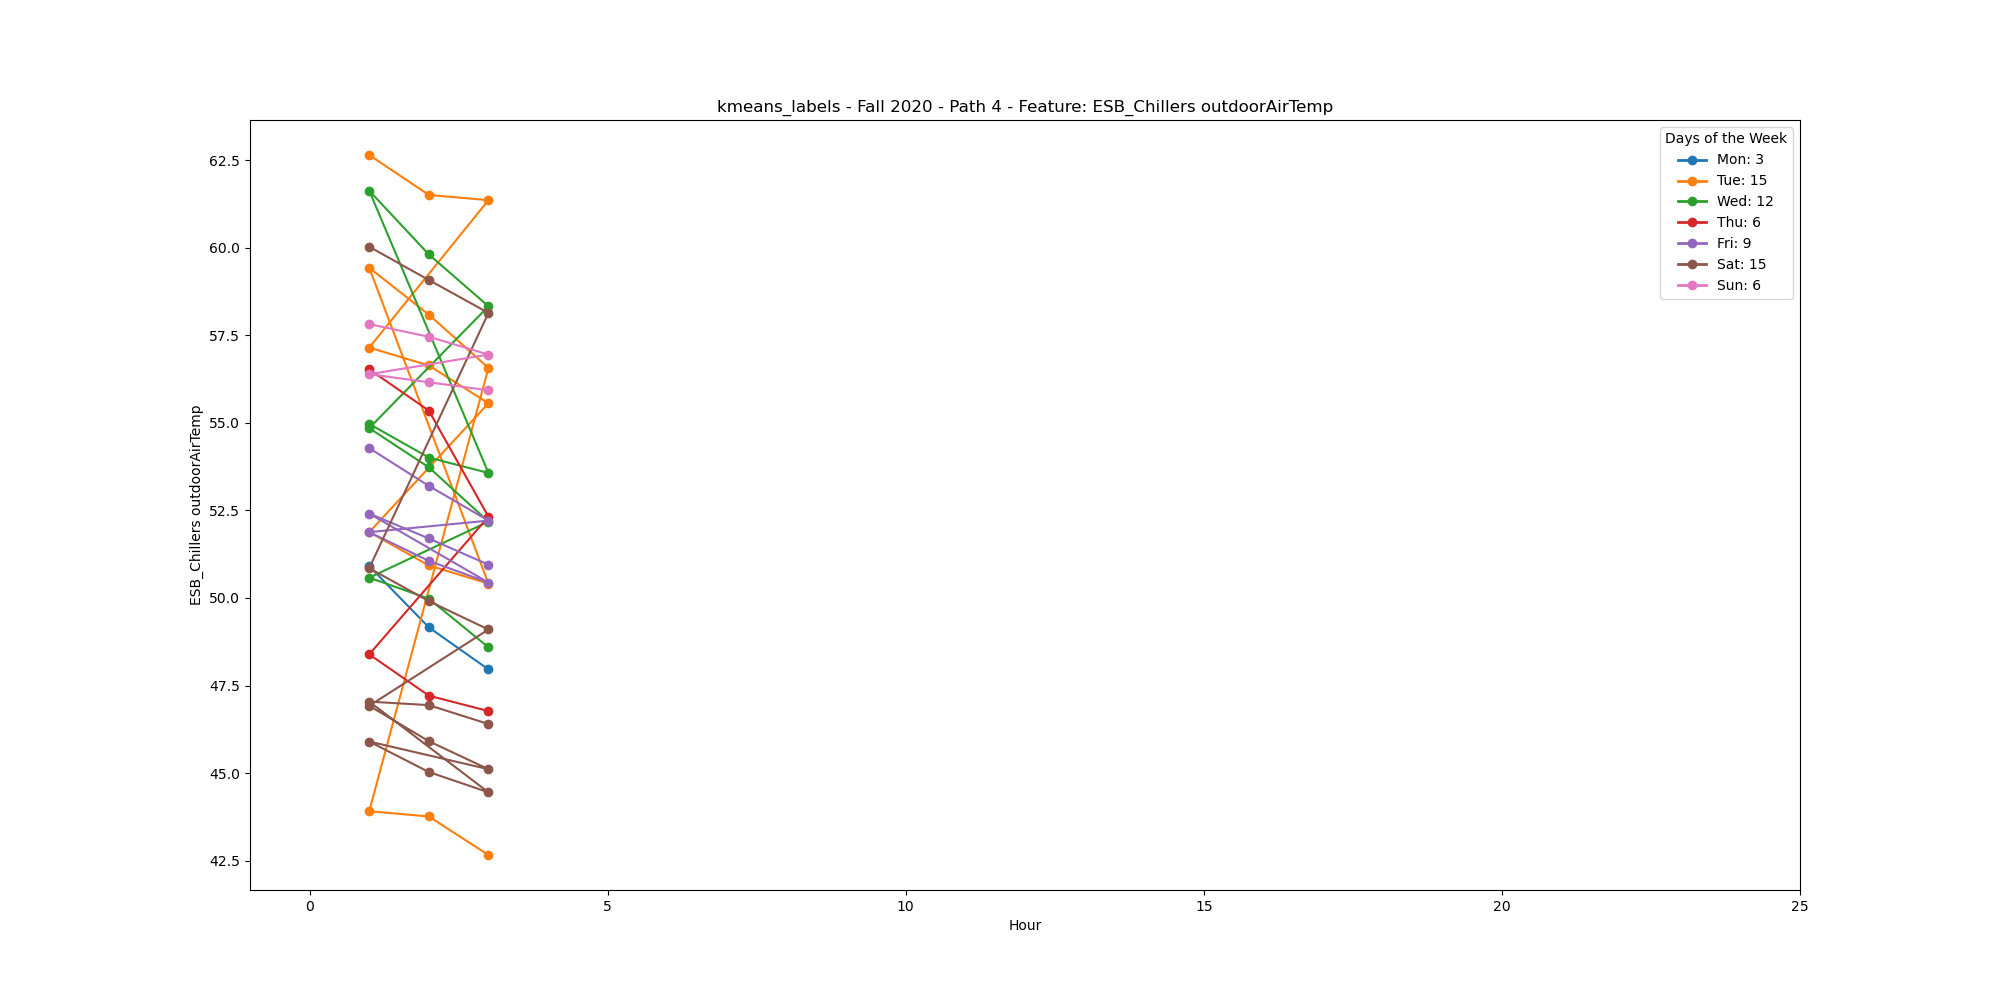 kmeans_labels - Fall 2020 - Path 4 - Feature: ESB_Chillers outdoorAirTemp
Days of the Week
Mon: 3
Tue: 15
Wed: 12
Thu: 6
Fri: 9
Sat: 15
Sun: 6
ESB_Chillers outdoorAirTemp
62.5
60.0
57.5
55.0
52.5
50.0
47.5
45.0
42.5
0 5 10 15 20 25
Hour